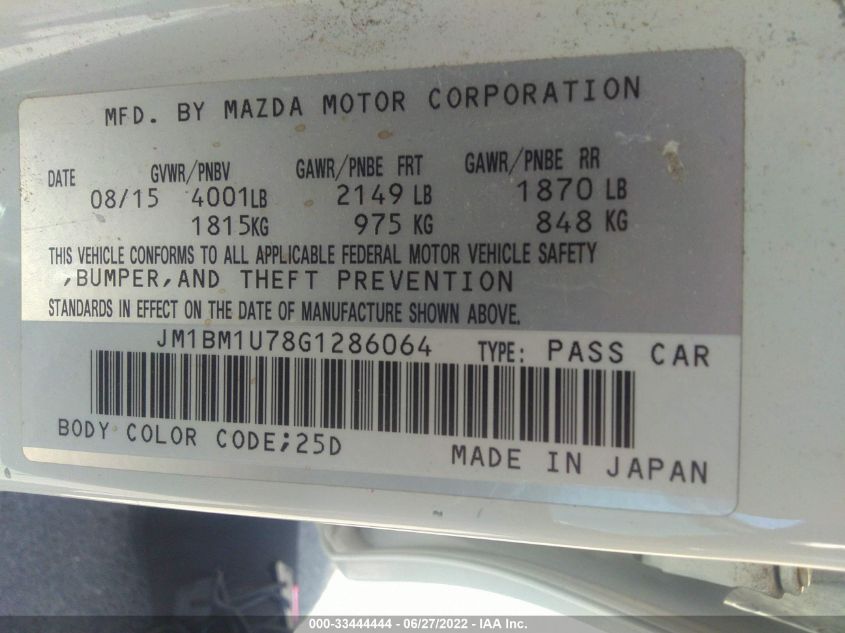 MFD. BY MAZDA MOTOR CORPORATION
DATE GVWR/PNBV GAWR/PNBE FRT GAWR/PNBE RR
08/15 4001LB 2149 LB 1870 LB
1815KG 975 KG 848 KG
THIS VEHICLE CONFORMS TO ALL APPLICABLE FEDERAL MOTOR VEHICLE SAFETY
,BUMPER,AND THEFT PREVENTION
STANDARDS IN EFFECT ON THE DATE OF MANUFACTURE SHOWN ABOVE.
JM1BM1U78G1286064 TYPE: PASS CAR
BODY COLOR CODE;25D
MADE IN JAPAN
000-33444444 - 06/27/2022 - IAA Inc.